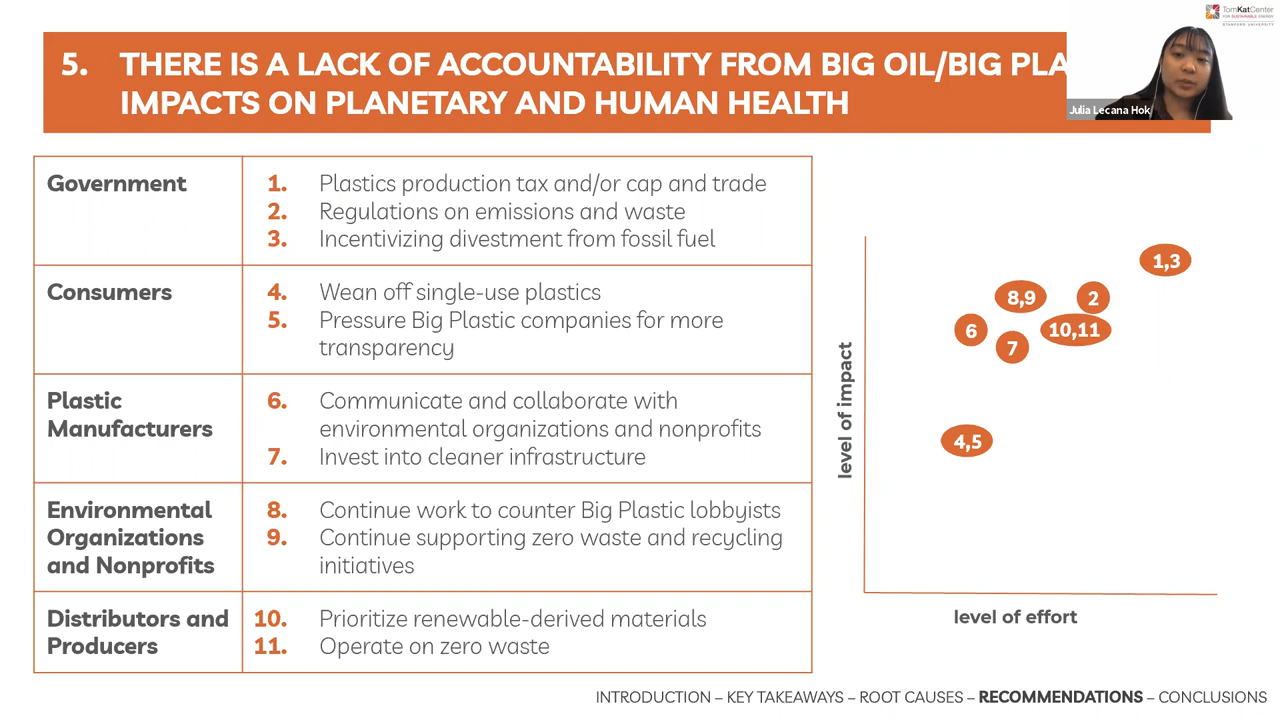 TomKatCenter
FOR SUSTAINABLE ENERGY
STANFORD UNIVERSITY
5. THERE IS A LACK OF ACCOUNTABILITY FROM BIG OIL/BIG PLA
IMPACTS ON PLANETARY AND HUMAN HEALTH
Julia Lecana Hok
Government
1. Plastics production tax and/or cap and trade
2. Regulations on emissions and waste
3. Incentivizing divestment from fossil fuel
Consumers
4. Wean off single-use plastics
5. Pressure Big Plastic companies for more
transparency
Plastic
Manufacturers
6. Communicate and collaborate with
environmental organizations and nonprofits
7. Invest into cleaner infrastructure
Environmental
Organizations
and Nonprofits
8. Continue work to counter Big Plastic lobbyists
9. Continue supporting zero waste and recycling
initiatives
Distributors and
Producers
10. Prioritize renewable-derived materials
11. Operate on zero waste
level of impact
1,3
8,9
2
6
10,11
7
4,5
level of effort
INTRODUCTION – KEY TAKEAWAYS – ROOT CAUSES – RECOMMENDATIONS – CONCLUSIONS